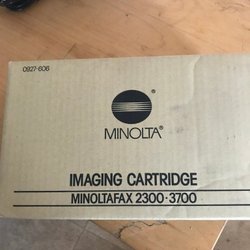 0927-606
MINOLTA®
IMAGING CARTRIDGE
MINOLTAFAX 2300·3700